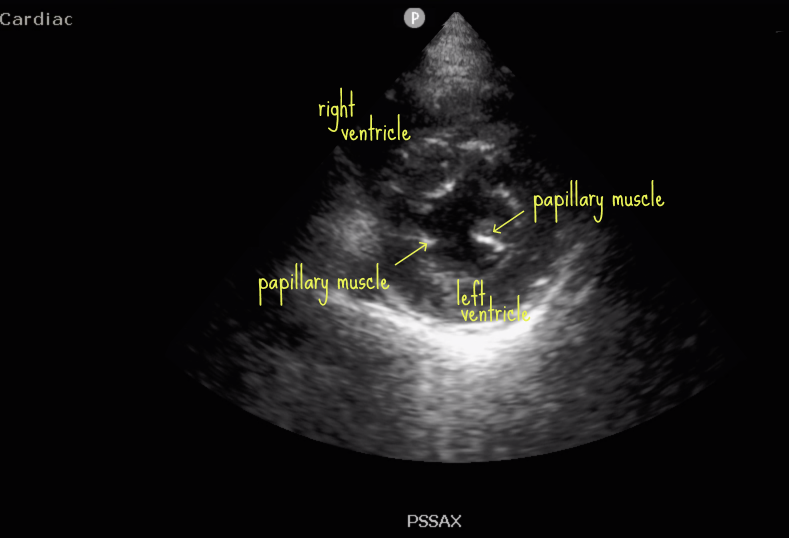 Cardiac
P
right
ventricle
papillary muscle
papillary muscle
left
ventricle
PSSAX